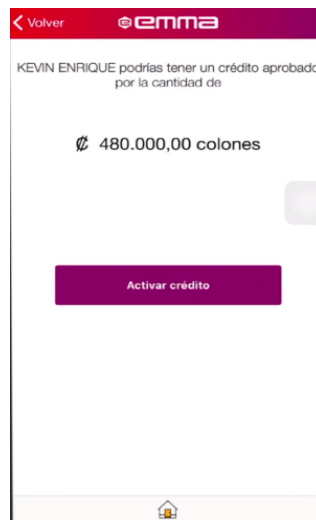 Volver
emma
KEVIN ENRIQUE podrías tener un crédito aprobado
por la cantidad de
₡ 480.000,00 colones
Activar crédito